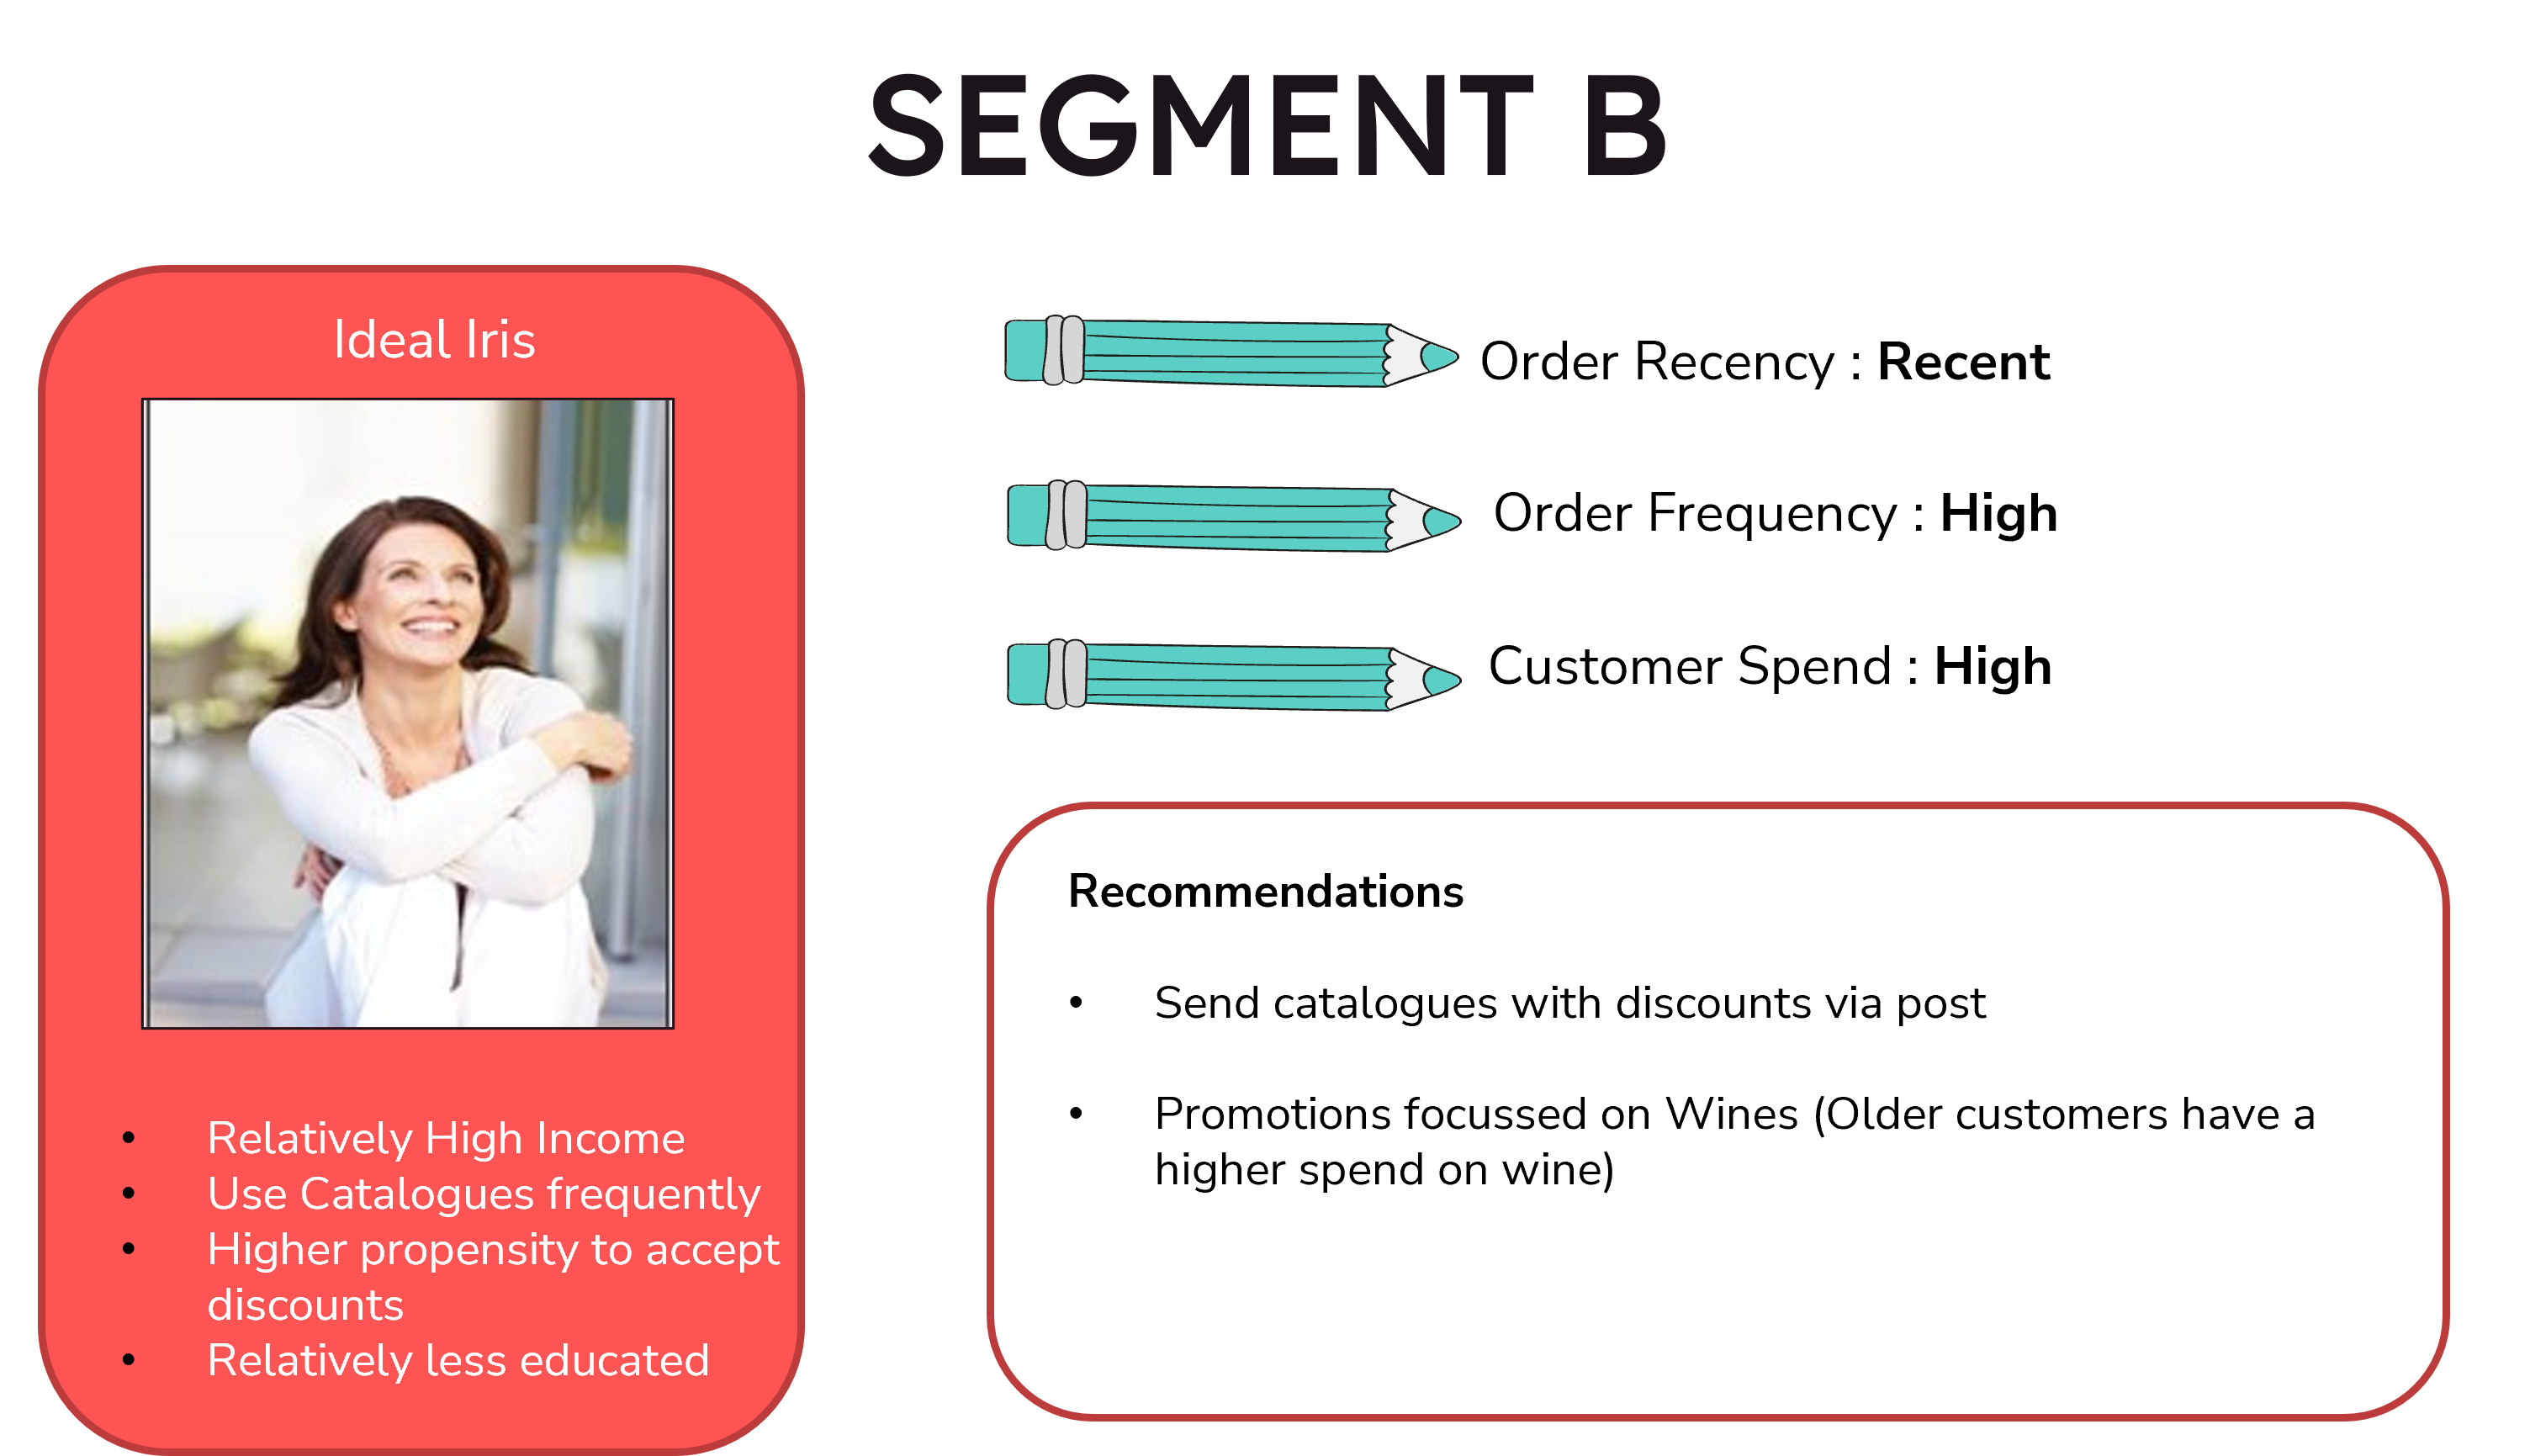 SEGMENT B
Ideal Iris
• Relatively High Income
• Use Catalogues frequently
• Higher propensity to accept
discounts
• Relatively less educated
Order Recency : Recent
Order Frequency : High
Customer Spend : High
Recommendations
• Send catalogues with discounts via post
• Promotions focussed on Wines (Older customers have a
higher spend on wine)